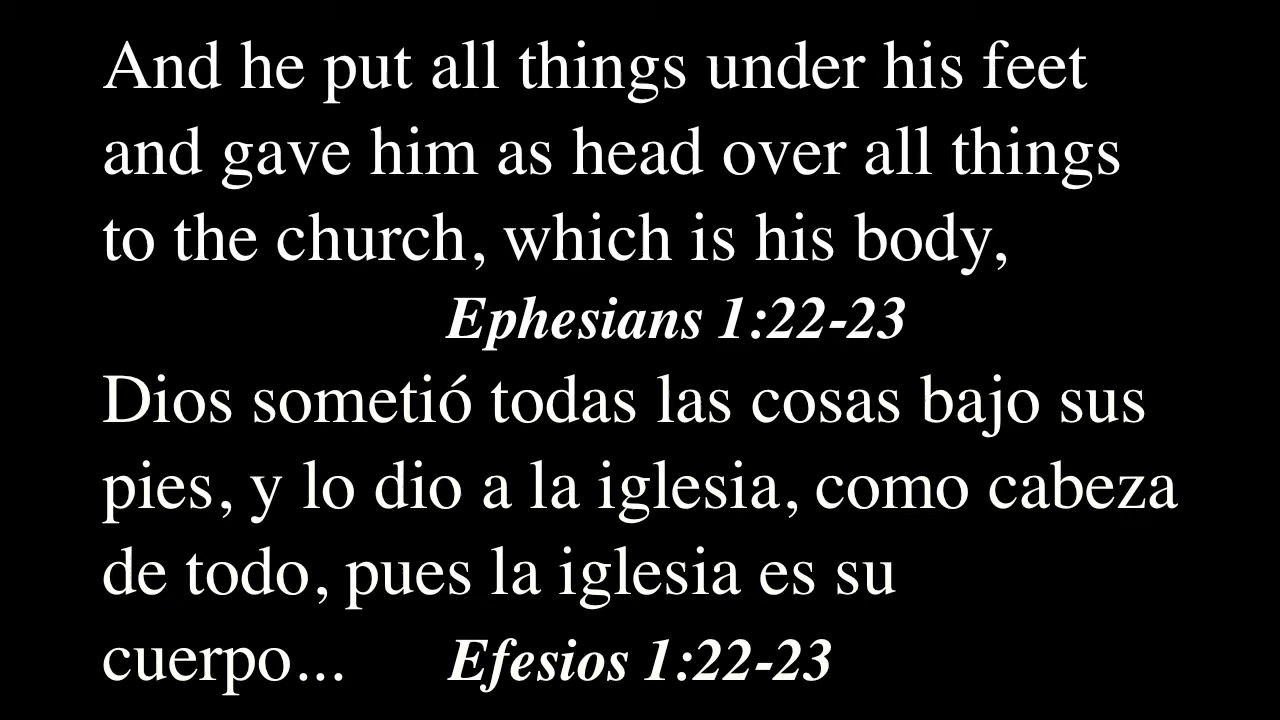 And he put all things under his feet
and gave him as head over all things
to the church, which is his body,
Ephesians 1:22-23
Dios sometió todas las cosas bajo sus
pies, y lo dio a la iglesia, como cabeza
de todo, pues la iglesia es su
cuerpo... Efesios 1:22-23